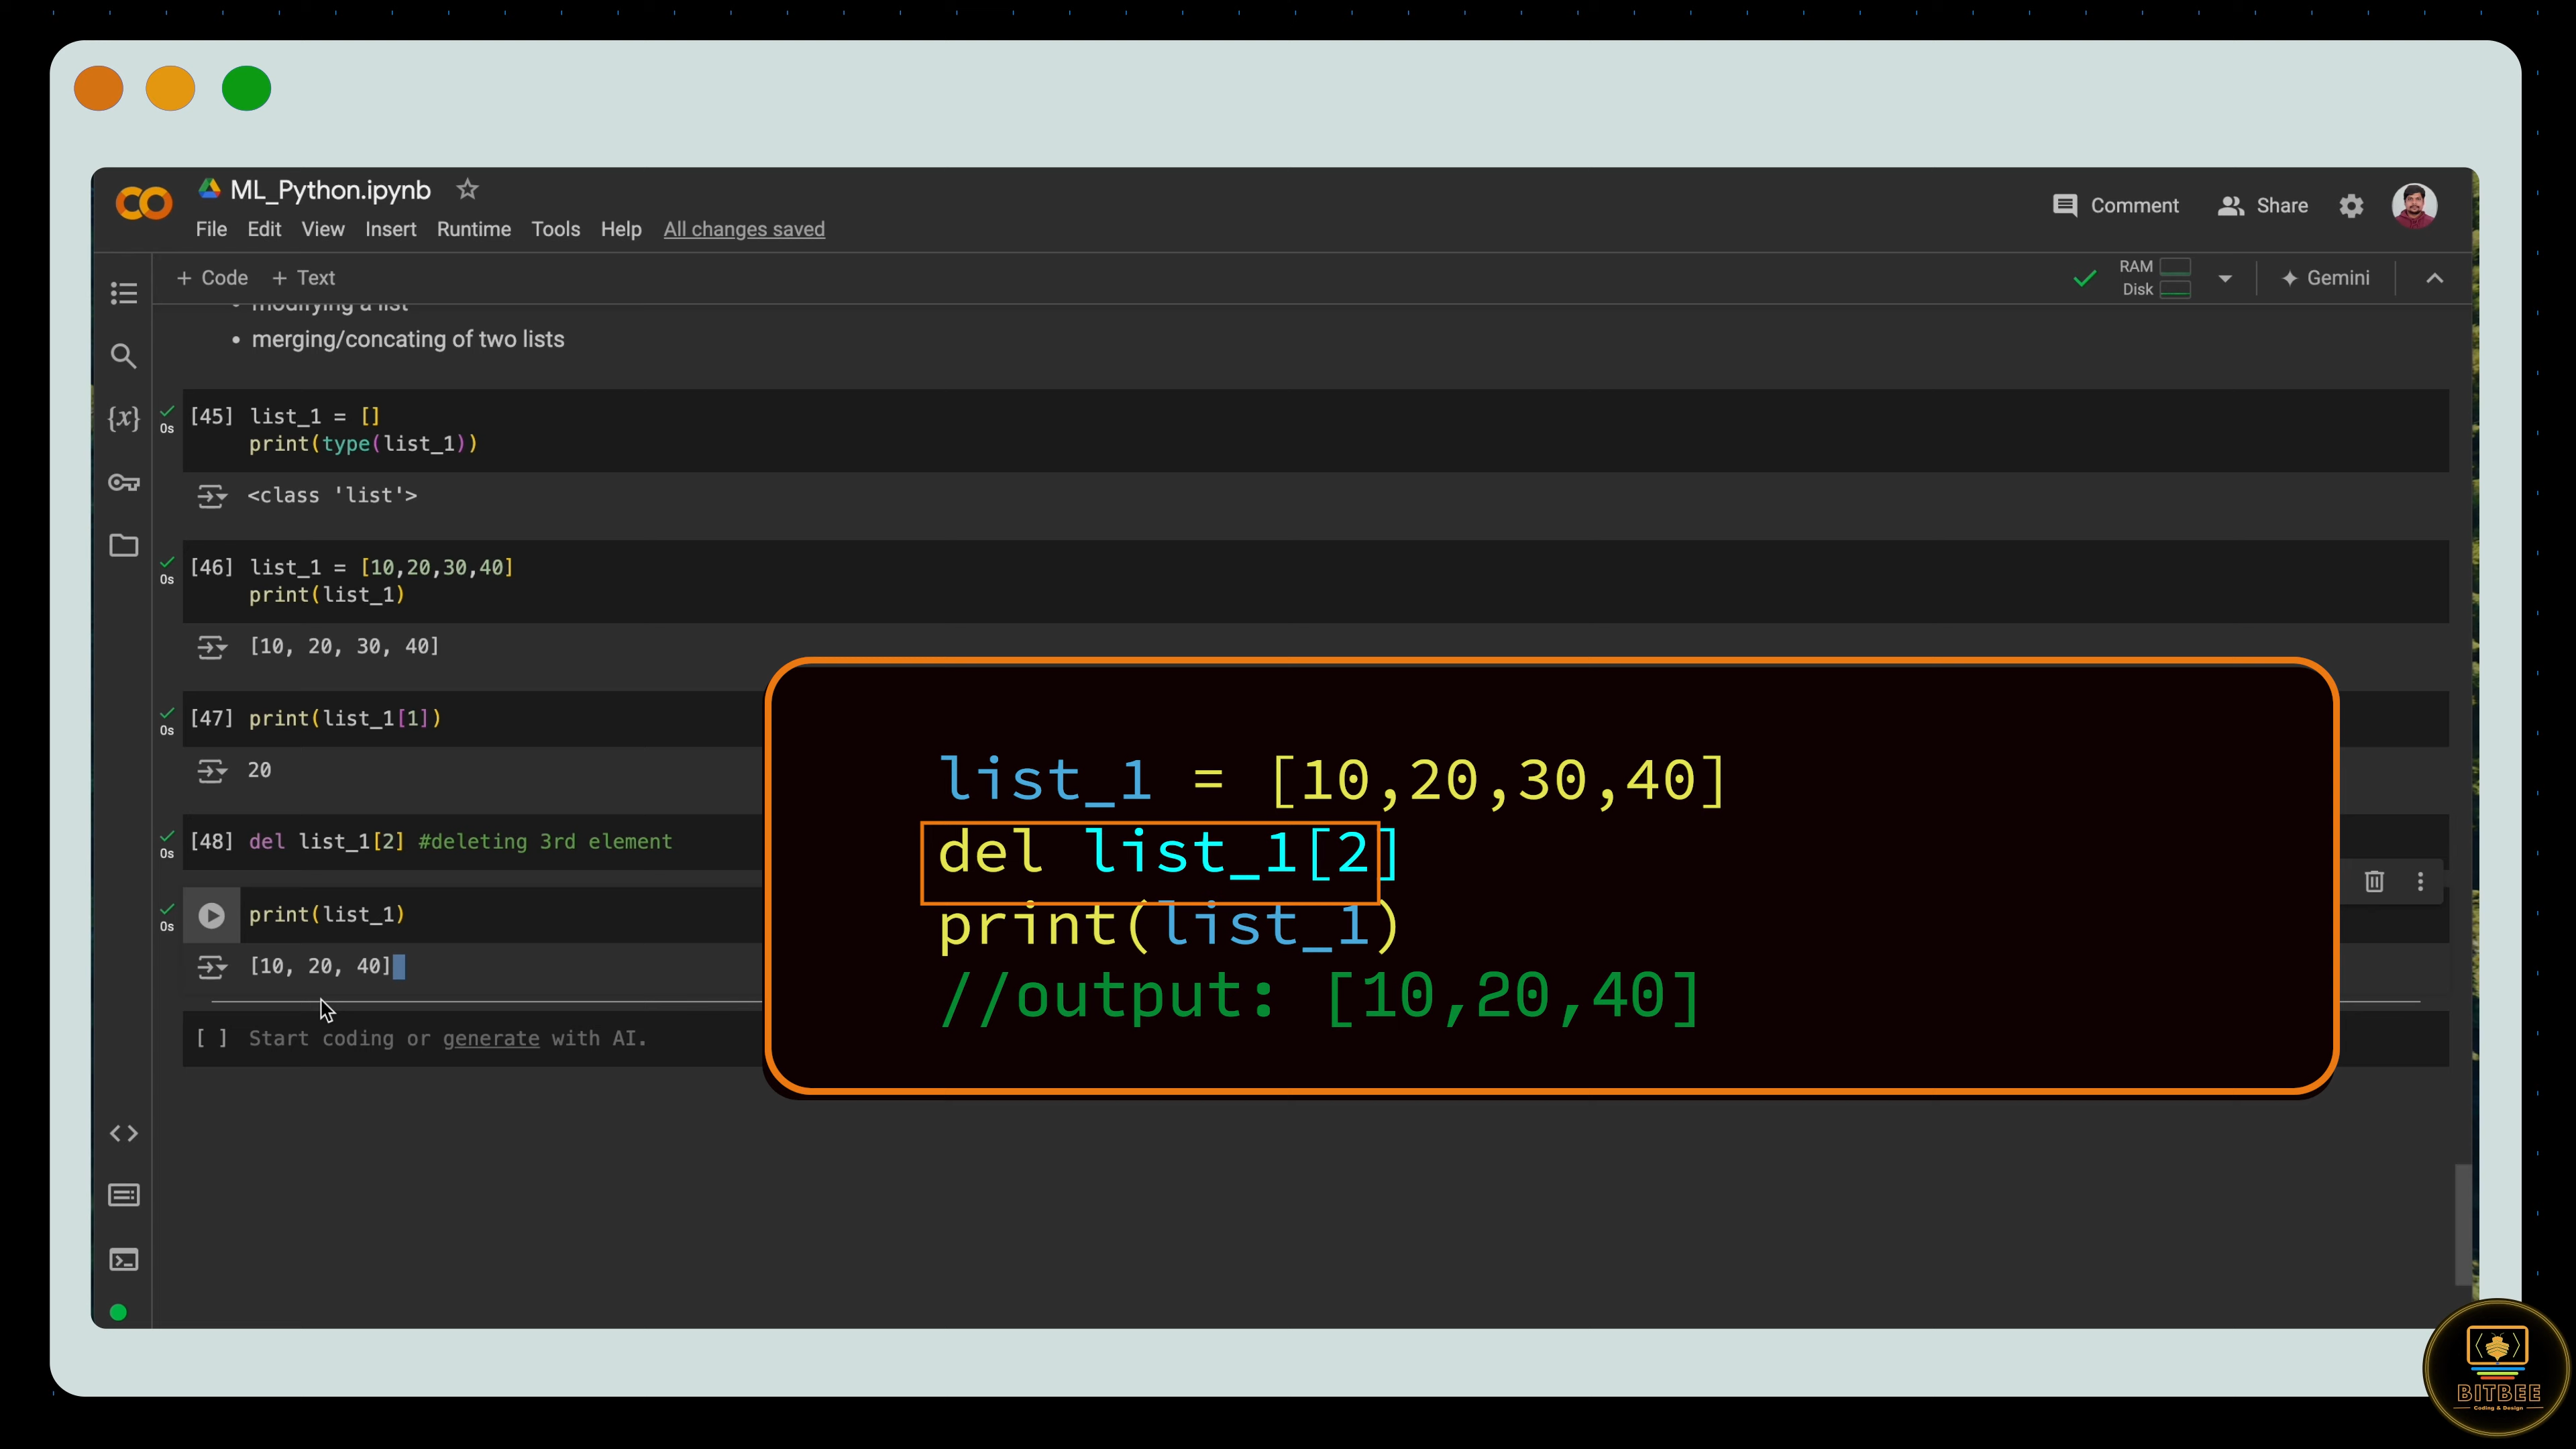 ML_Python.ipynb
File Edit View Insert Runtime Tools Help All changes saved
Comment Share
+ Code + Text
RAM
Disk
Gemini
• modifying a list
• merging/concating of two lists
[45] list_1 = []
print(type(list_1))
0s
<class 'list'>
[46] list_1 = [10,20,30,40]
print(list_1)
0s
[10, 20, 30, 40]
[47] print(list_1[1])
0s
20
[48] del list_1[2] #deleting 3rd element
0s
print(list_1)
0s
[10, 20, 40]
[ ] Start coding or generate with AI.
list_1 = [10,20,30,40]
del list_1[2]
print(list_1)
//output: [10,20,40]
{x}
BITBEE
Coding & Design